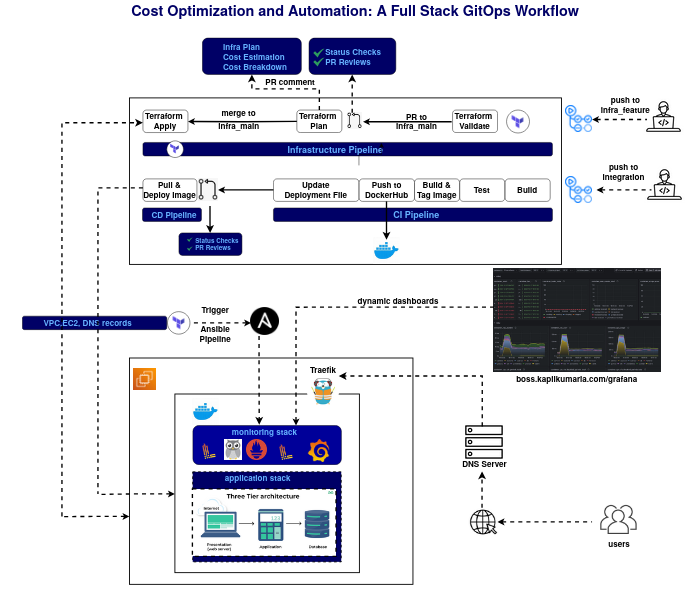 Cost Optimization and Automation: A Full Stack GitOps Workflow
Infra Plan
Cost Estimation
Cost Breakdown
Status Checks
PR Reviews
PR comment
push to
infra_feature
Terraform
Apply
merge to
infra_main
Terraform
Plan
PR to
infra_main
Terraform
Validate
Infrastructure Pipeline
push to
integration
Pull &
Deploy Image
Update
Deployment File
Push to
DockerHub
Build &
Tag Image
Test
Build
CD Pipeline
CI Pipeline
Status Checks
PR Reviews
VPC,EC2, DNS records
Trigger
Ansible
Pipeline
dynamic dashboards
boss.kapilkumaria.com/grafana
Traefik
monitoring stack
application stack
Three Tier architecture
Internet
Presentation
(web server)
Application
Database
DNS Server
users